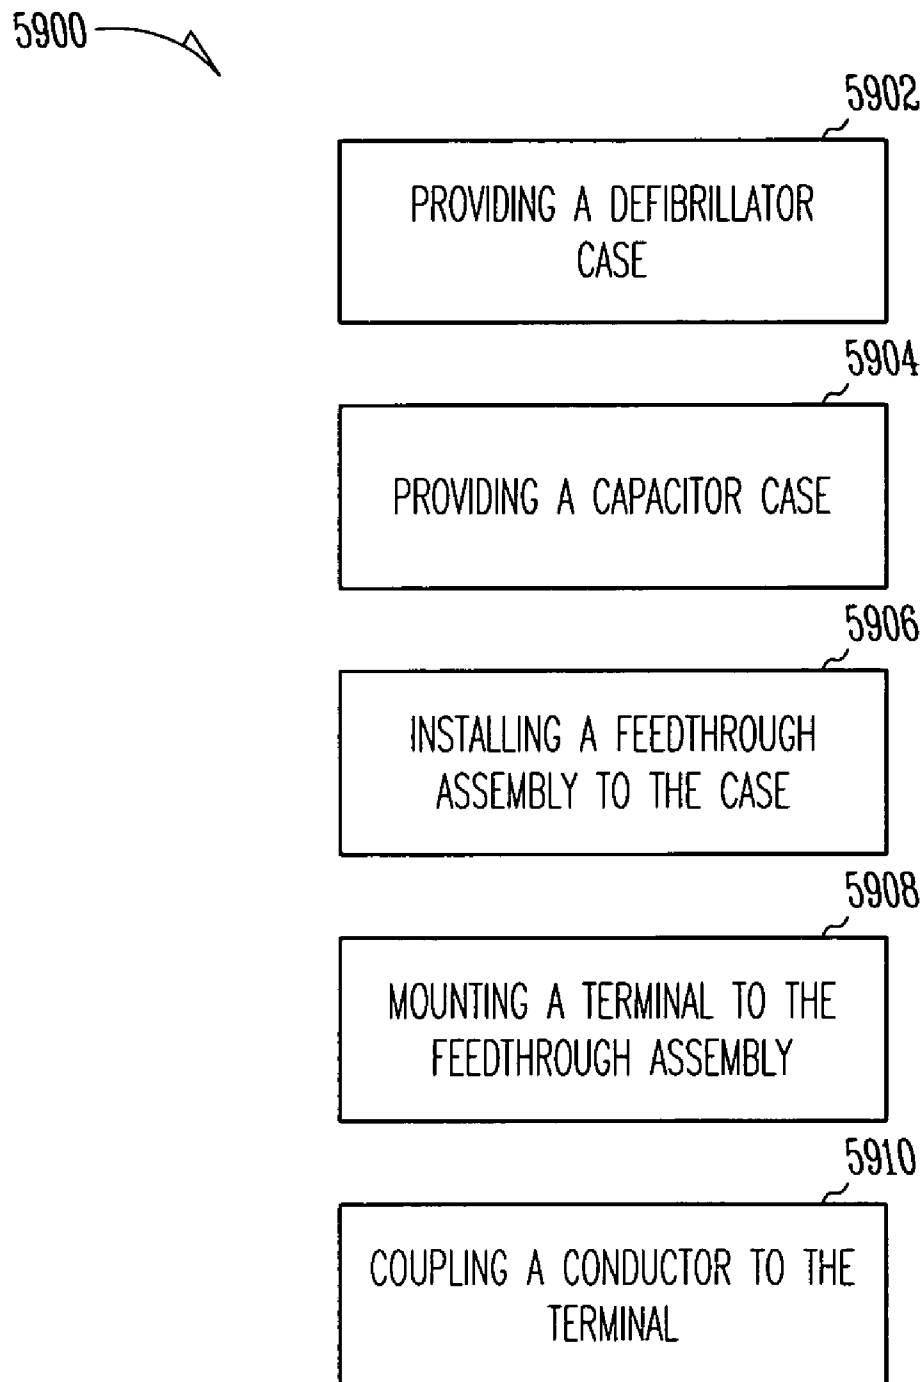 5900
5902
PROVIDING A DEFIBRILLATOR
CASE
5904
PROVIDING A CAPACITOR CASE
5906
INSTALLING A FEEDTHROUGH
ASSEMBLY TO THE CASE
5908
MOUNTING A TERMINAL TO THE
FEEDTHROUGH ASSEMBLY
5910
COUPLING A CONDUCTOR TO THE
TERMINAL